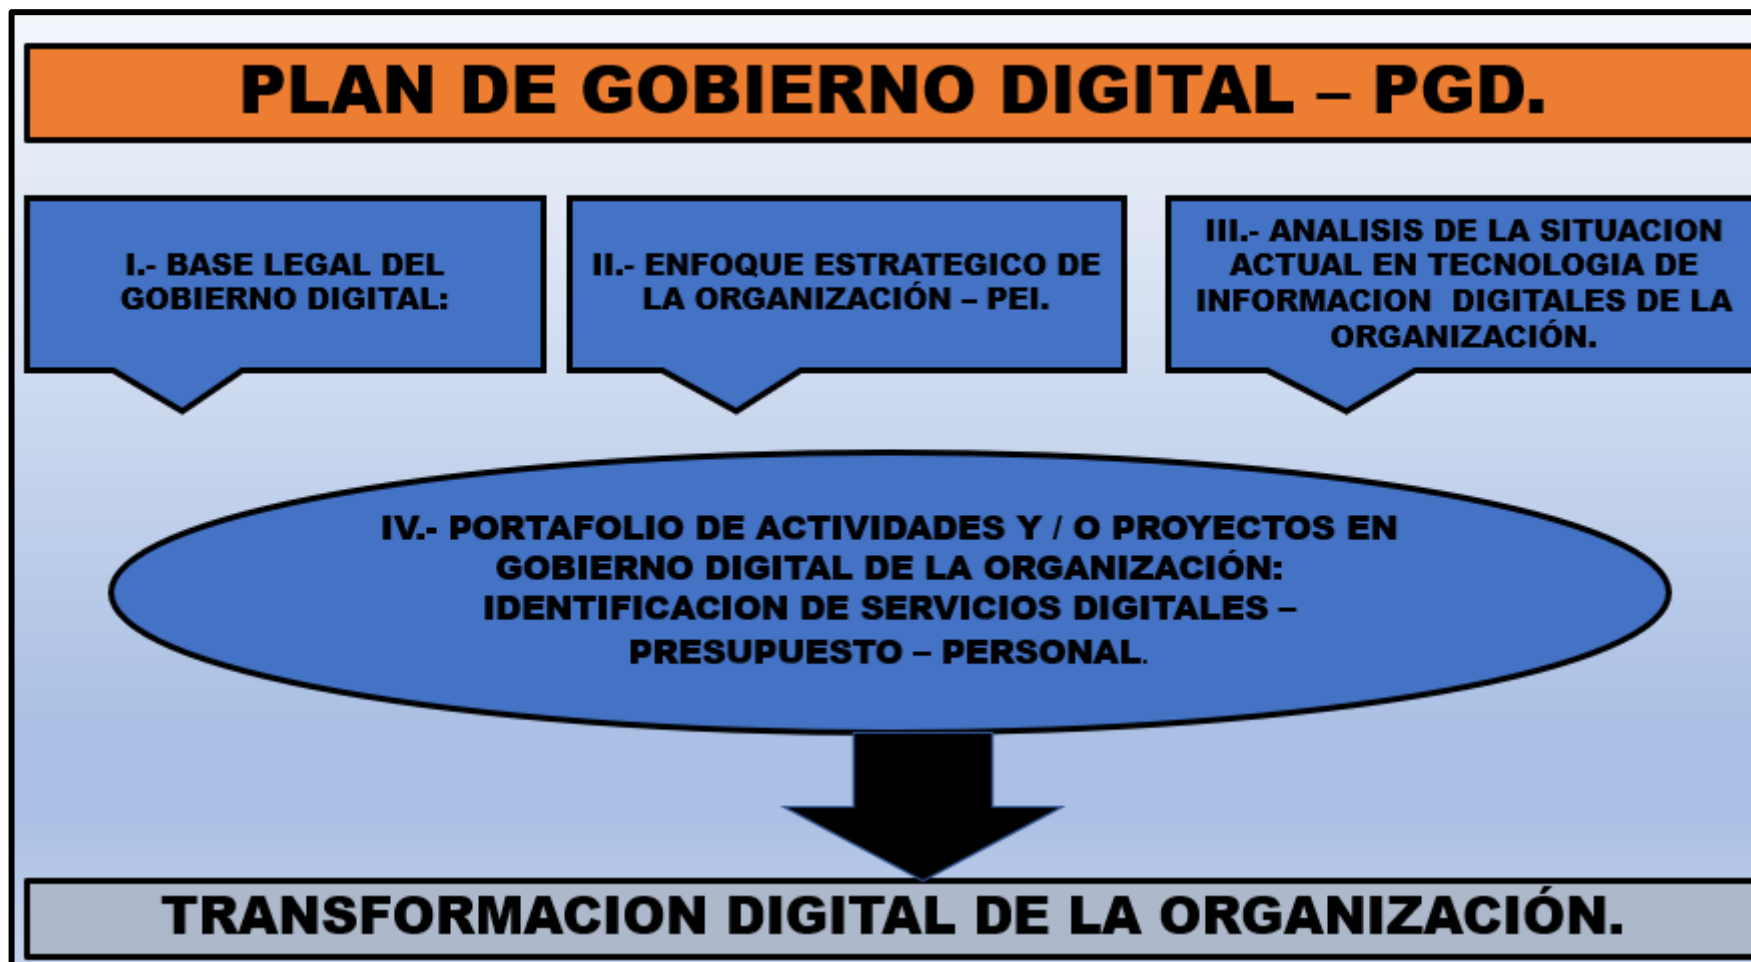 PLAN DE GOBIERNO DIGITAL – PGD.
I.- BASE LEGAL DEL
GOBIERNO DIGITAL:
II.- ENFOQUE ESTRATEGICO DE
LA ORGANIZACIÓN – PEI.
III.- ANALISIS DE LA SITUACION
ACTUAL EN TECNOLOGIA DE
INFORMACION  DIGITALES DE LA
ORGANIZACIÓN.
IV.- PORTAFOLIO DE ACTIVIDADES Y / O PROYECTOS EN
GOBIERNO DIGITAL DE LA ORGANIZACIÓN:
IDENTIFICACION DE SERVICIOS DIGITALES –
PRESUPUESTO – PERSONAL.
TRANSFORMACION DIGITAL DE LA ORGANIZACIÓN.